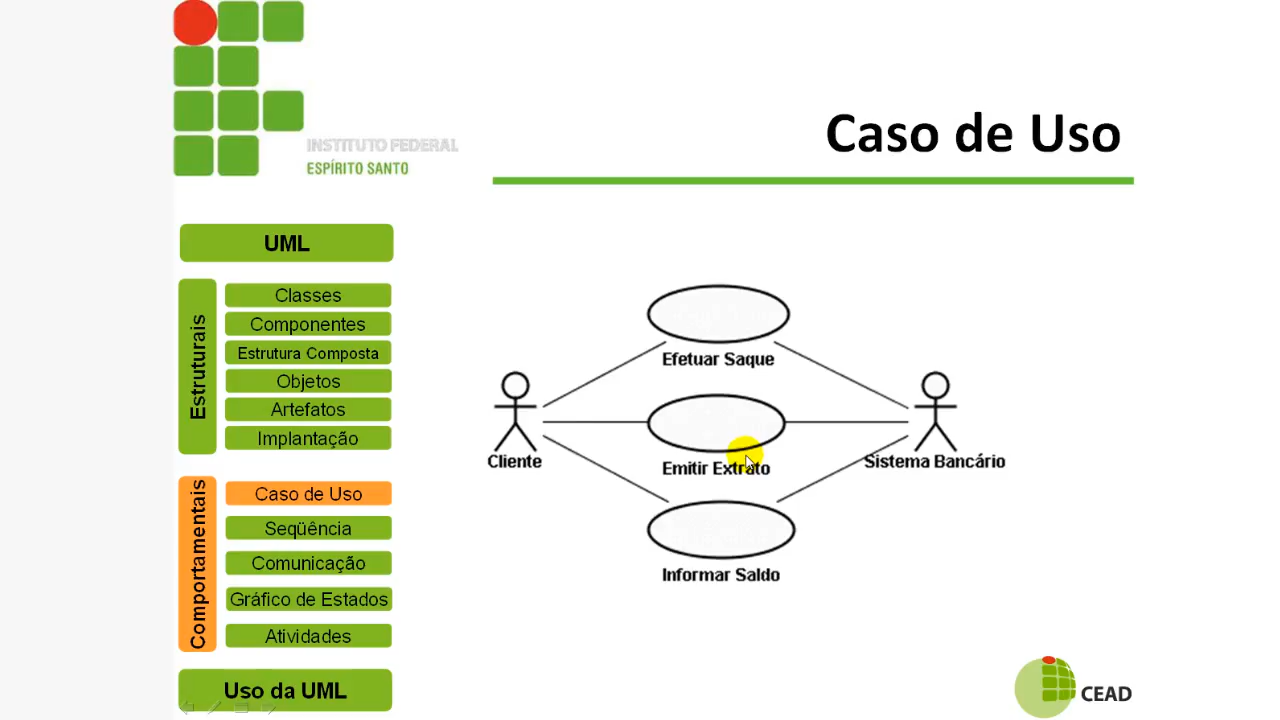 INSTITUTO FEDERAL
ESPÍRITO SANTO
Caso de Uso
UML
Estruturais
Classes
Componentes
Estrutura Composta
Objetos
Artefatos
Implantação
Comportamentais
Caso de Uso
Seqüência
Comunicação
Gráfico de Estados
Atividades
Uso da UML
Efetuar Saque
Cliente
Emitir Extrato
Sistema Bancário
Informar Saldo
CEAD